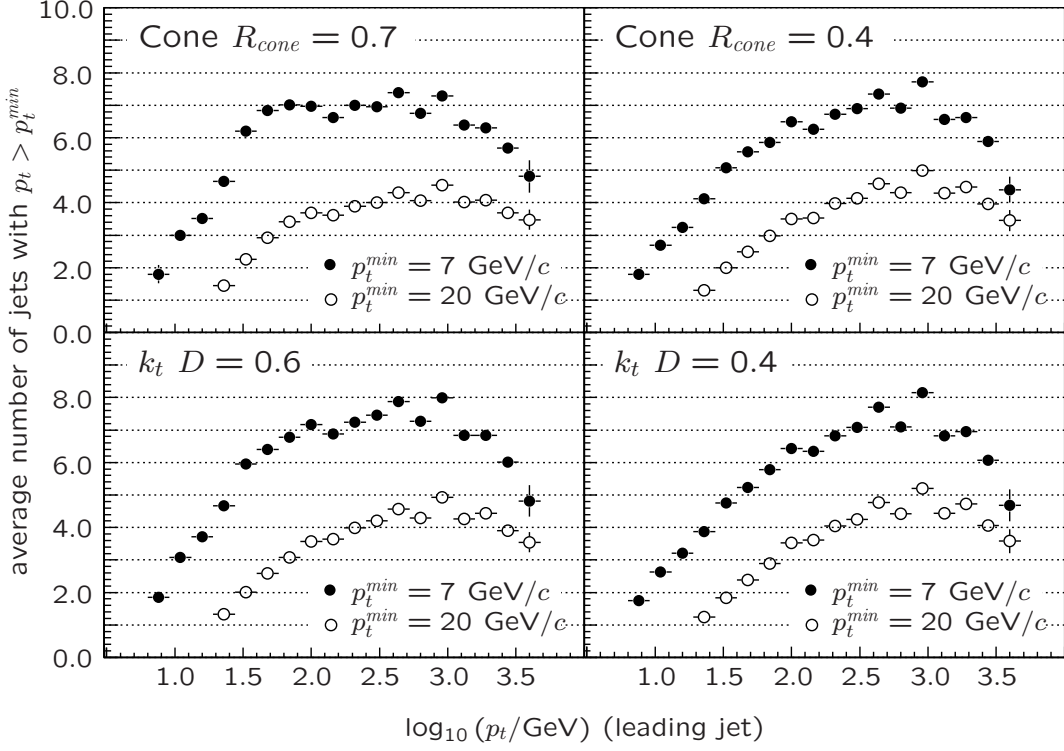 average number of jets with p_t > p_t^min
10.0
8.0
6.0
4.0
2.0
0.0
Cone R_cone = 0.7
p_t^min = 7 GeV/c
p_t^min = 20 GeV/c
Cone R_cone = 0.4
p_t^min = 7 GeV/c
p_t^min = 20 GeV/c
8.0
6.0
4.0
2.0
0.0
k_t D = 0.6
p_t^min = 7 GeV/c
p_t^min = 20 GeV/c
k_t D = 0.4
p_t^min = 7 GeV/c
p_t^min = 20 GeV/c
1.0 1.5 2.0 2.5 3.0 3.5 1.0 1.5 2.0 2.5 3.0 3.5
log_10 (p_t/GeV) (leading jet)